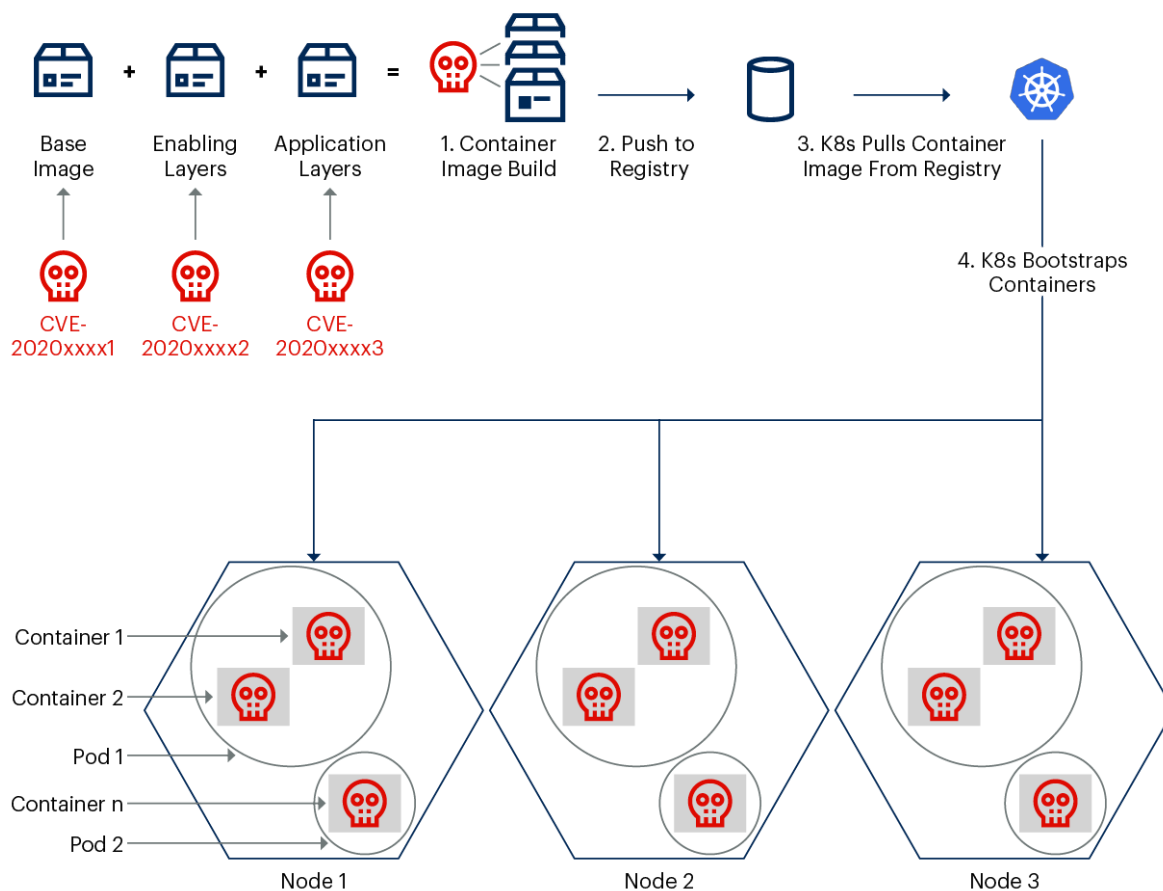 + + =
Base
Image
Enabling
Layers
Application
Layers
1. Container
Image Build
2. Push to
Registry
3. K8s Pulls Container
Image From Registry
CVE-
2020xxxx1
CVE-
2020xxxx2
CVE-
2020xxxx3
4. K8s Bootstraps
Containers
Container 1
Container 2
Pod 1
Container n
Pod 2
Node 1
Node 2
Node 3